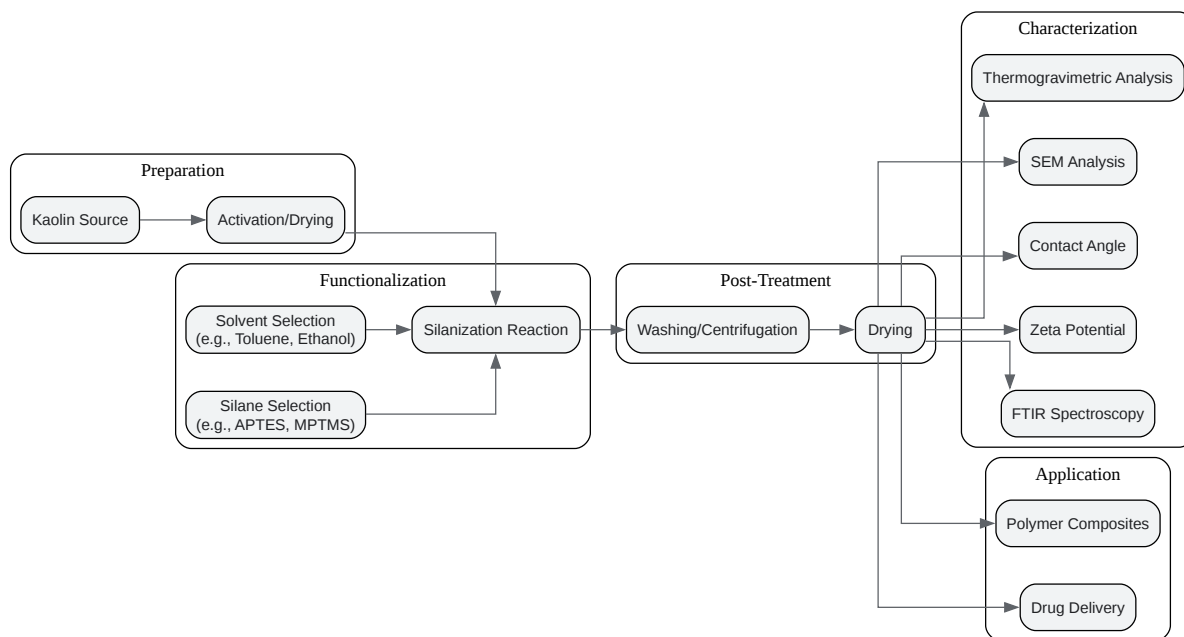 Preparation
Kaolin Source
Activation/Drying
Functionalization
Solvent Selection
(e.g., Toluene, Ethanol)
Silane Selection
(e.g., APTES, MPTMS)
Silanization Reaction
Post-Treatment
Washing/Centrifugation
Drying
Characterization
Thermogravimetric Analysis
SEM Analysis
Contact Angle
Zeta Potential
FTIR Spectroscopy
Application
Polymer Composites
Drug Delivery